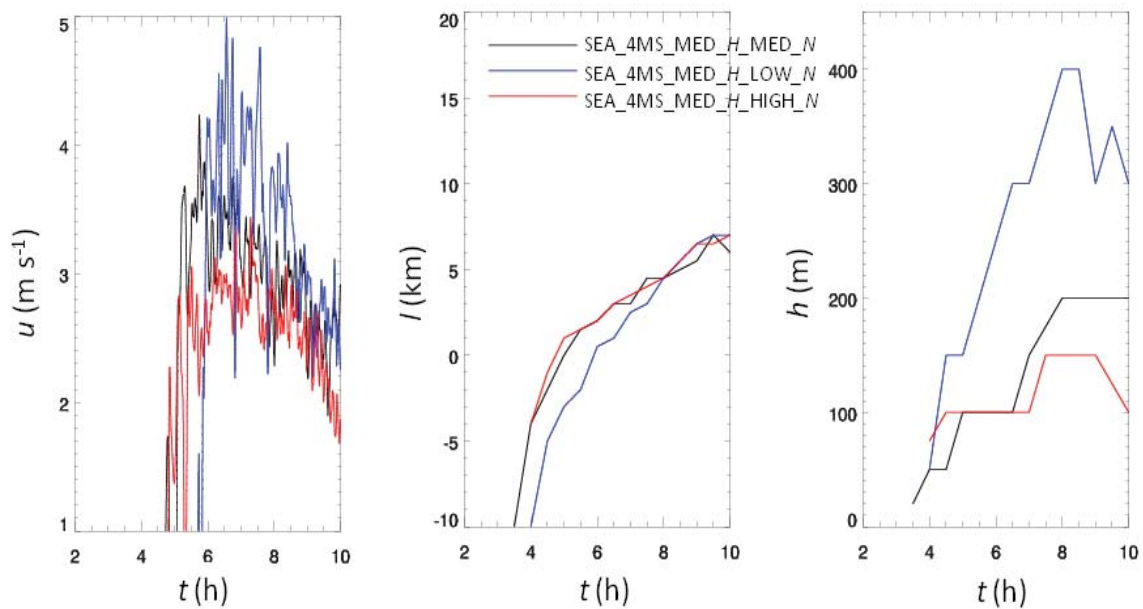 5
4
3
2
1
u (m s⁻¹)
2 4 6 8 10
t (h)
20
15
10
5
0
-5
-10
l (km)
2 4 6 8 10
t (h)
SEA_4MS_MED_H_MED_N
SEA_4MS_MED_H_LOW_N
SEA_4MS_MED_H_HIGH_N
400
300
200
100
0
h (m)
2 4 6 8 10
t (h)